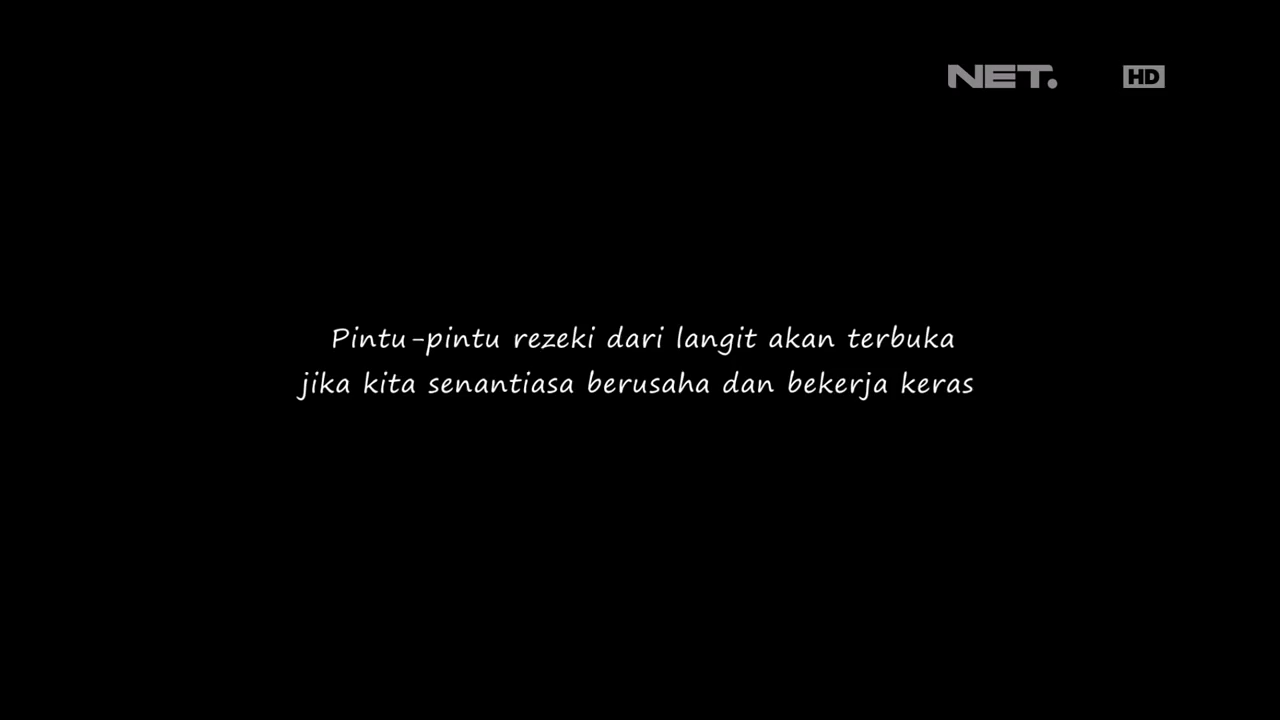 NET. HD
Pintu-pintu rezeki dari langit akan terbuka
jika kita senantiasa berusaha dan bekerja keras